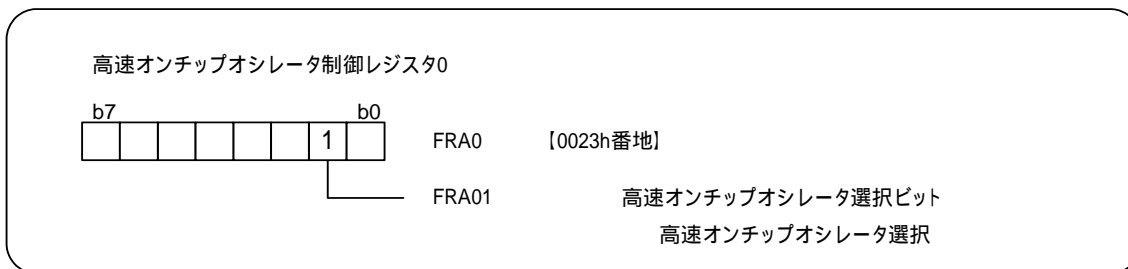 高速オンチップオシレータ制御レジスタ0
b7 b0
1 FRA0 【0023h番地】
FRA01 高速オンチップオシレータ選択ビット
高速オンチップオシレータ選択